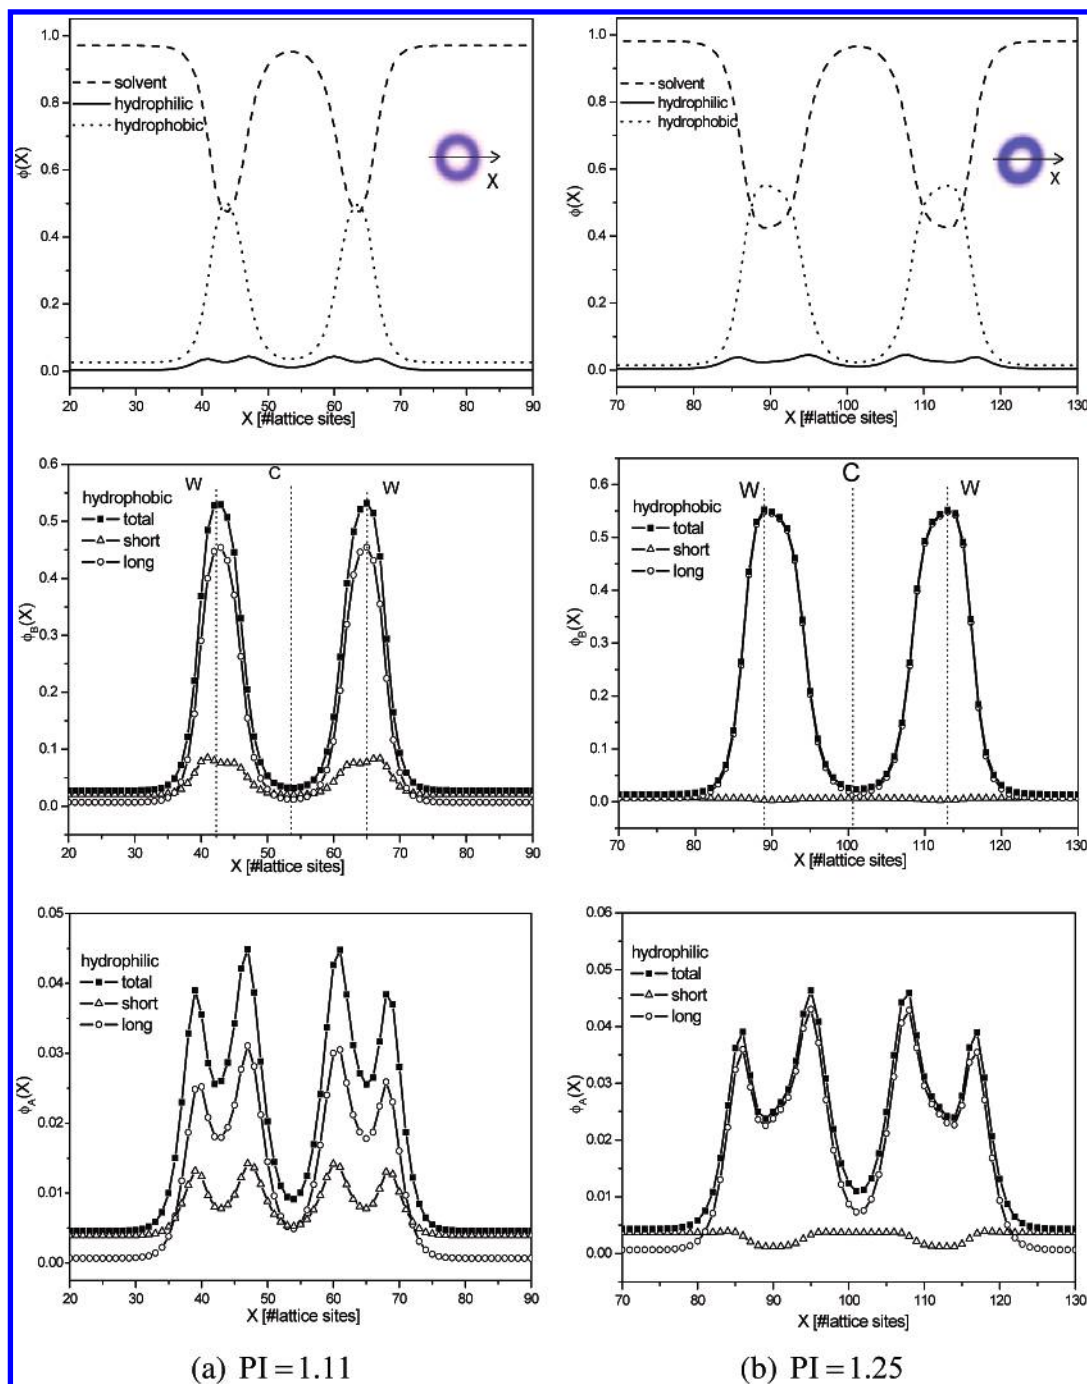 1.0
0.8
0.6
0.4
0.2
0.0
ϕ(X)
solvent
hydrophilic
hydrophobic
X
20 30 40 50 60 70 80 90
X [#lattice sites]
1.0
0.8
0.6
0.4
0.2
0.0
ϕ(X)
solvent
hydrophilic
hydrophobic
X
70 80 90 100 110 120 130
X [#lattice sites]
0.6
0.5
0.4
0.3
0.2
0.1
0.0
ϕB(X)
W C W
hydrophobic
total
short
long
20 30 40 50 60 70 80 90
X [#lattice sites]
0.6
0.5
0.4
0.3
0.2
0.1
0.0
ϕB(X)
W C W
hydrophobic
total
short
long
70 80 90 100 110 120 130
X [#lattice sites]
0.05
0.04
0.03
0.02
0.01
0.00
ϕA(X)
hydrophilic
total
short
long
20 30 40 50 60 70 80 90
X [#lattice sites]
0.06
0.05
0.04
0.03
0.02
0.01
0.00
ϕA(X)
hydrophilic
total
short
long
70 80 90 100 110 120 130
X [#lattice sites]
(a) PI = 1.11
(b) PI = 1.25